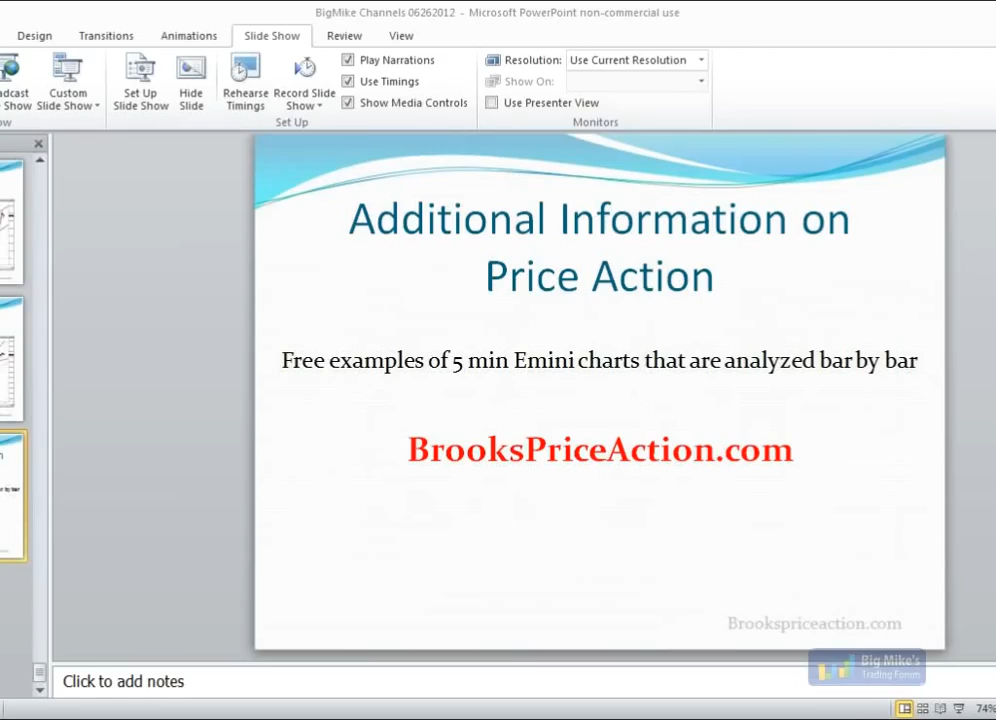 BigMike Channels 06262012 - Microsoft PowerPoint non-commercial use
Design Transitions Animations Slide Show Review View
Custom Slide Show
Set Up Slide Show
Hide Slide
Rehearse Timings
Record Slide Show
Play Narrations
Use Timings
Show Media Controls
Set Up
Resolution: Use Current Resolution
Show On:
Use Presenter View
Monitors
Additional Information on
Price Action
Free examples of 5 min Emini charts that are analyzed bar by bar
BrooksPriceAction.com
Brookspriceaction.com
Click to add notes
Big Mike's
Trading Forum
74%